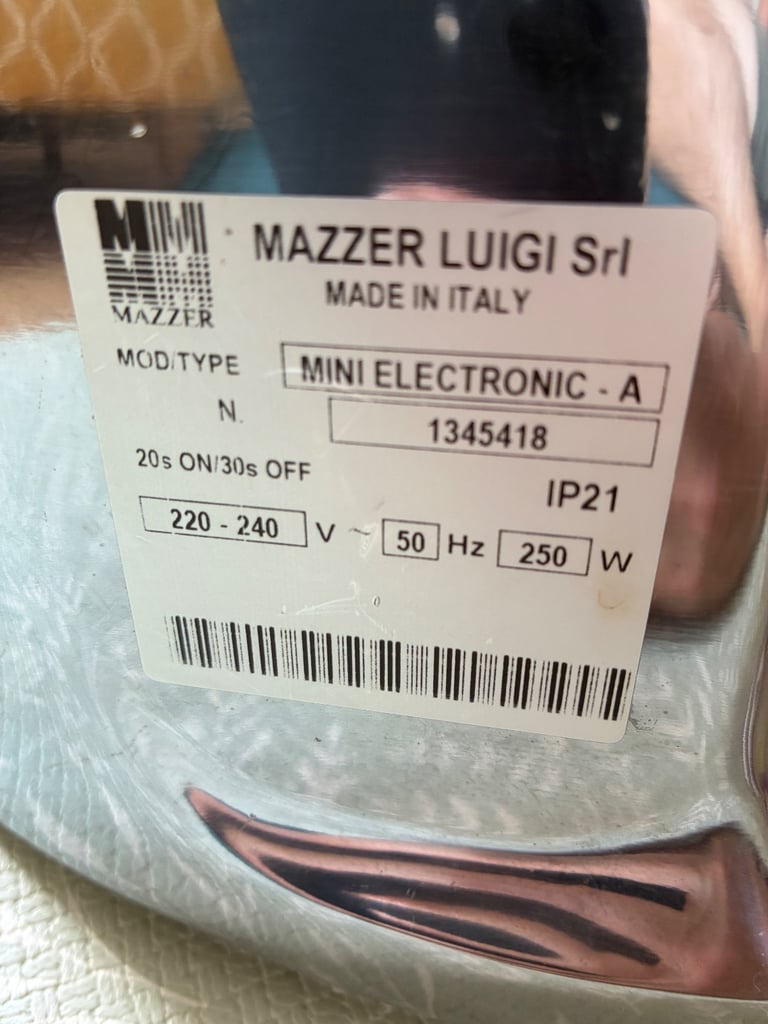 MAZZER
MAZZER LUIGI Srl
MADE IN ITALY
MOD/TYPE MINI ELECTRONIC - A
N. 1345418
20s ON/30s OFF
IP21
220 - 240 V ~ 50 Hz 250 W